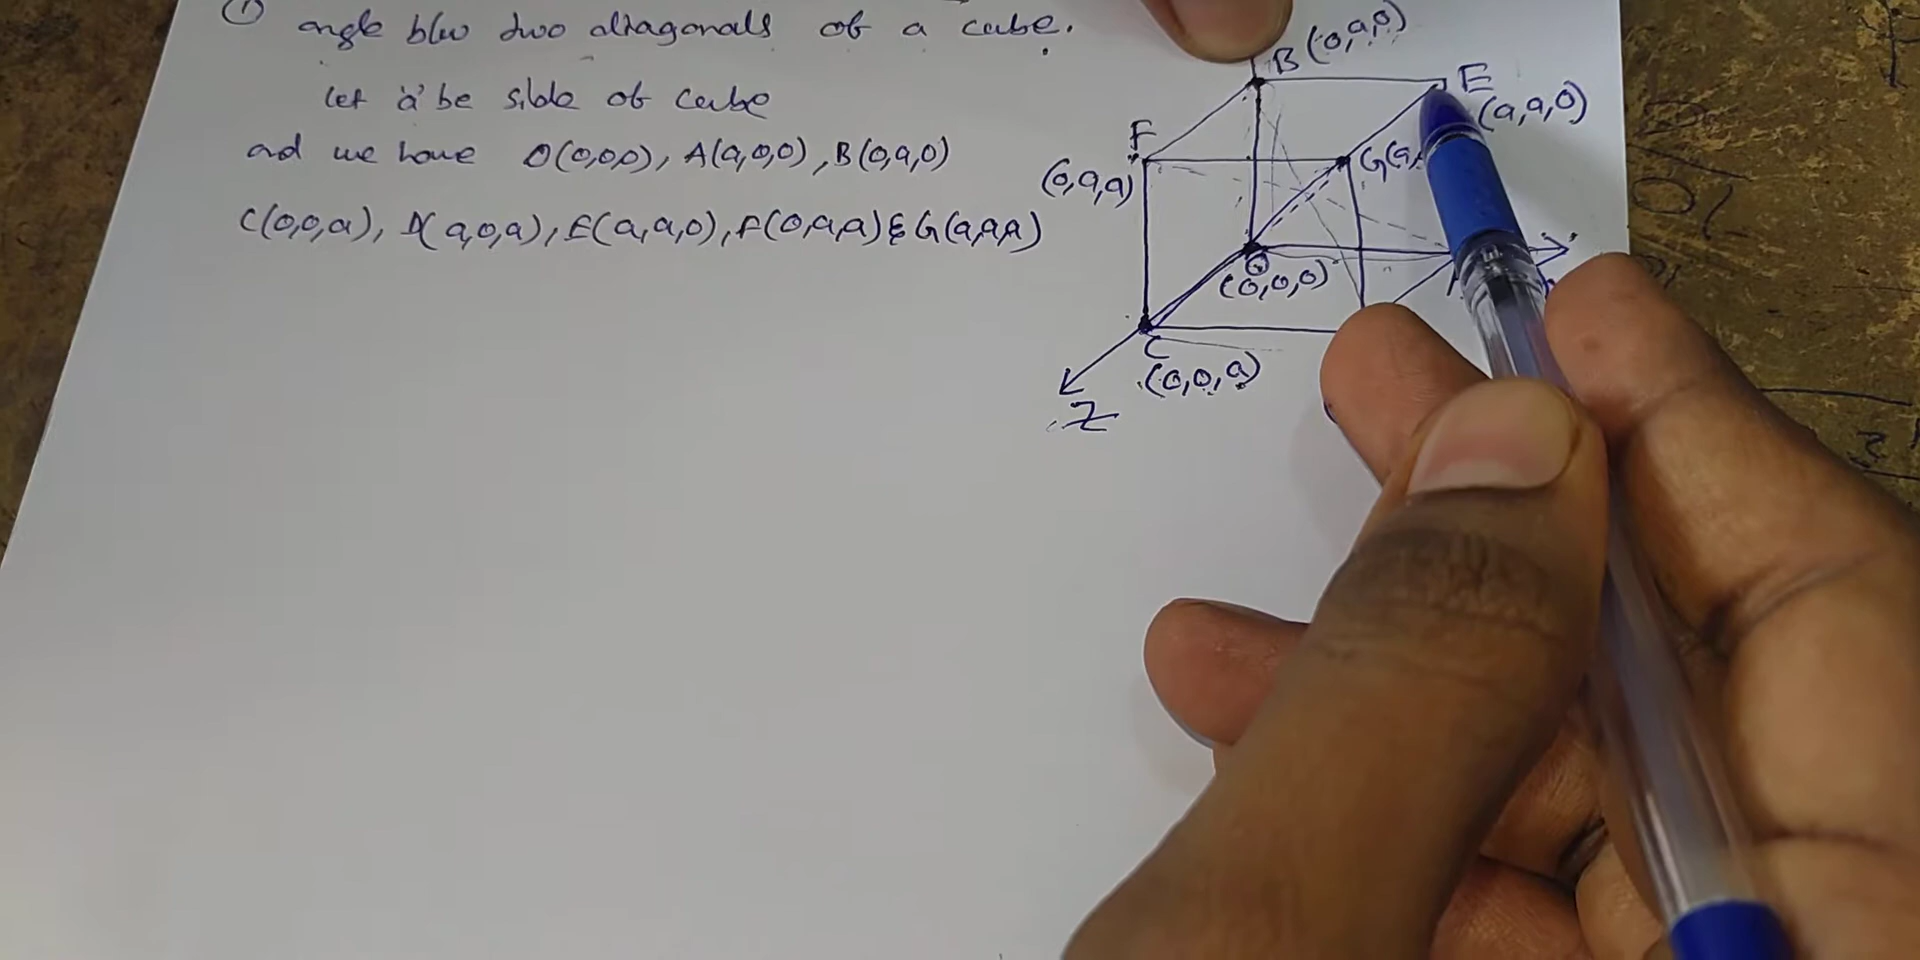 ① angle b/w two diagonals of a cube.
let 'a' be side of cube
and we have O(0,0,0), A(a,0,0), B(0,a,0)
C(0,0,a), D(a,0,a), E(a,a,0), F(0,a,a) & G(a,a,a)
B (0,a,0)
E
(a,a,0)
F
(0,a,a)
G(a,
O
(0,0,0)
C
(0,0,a)
Z